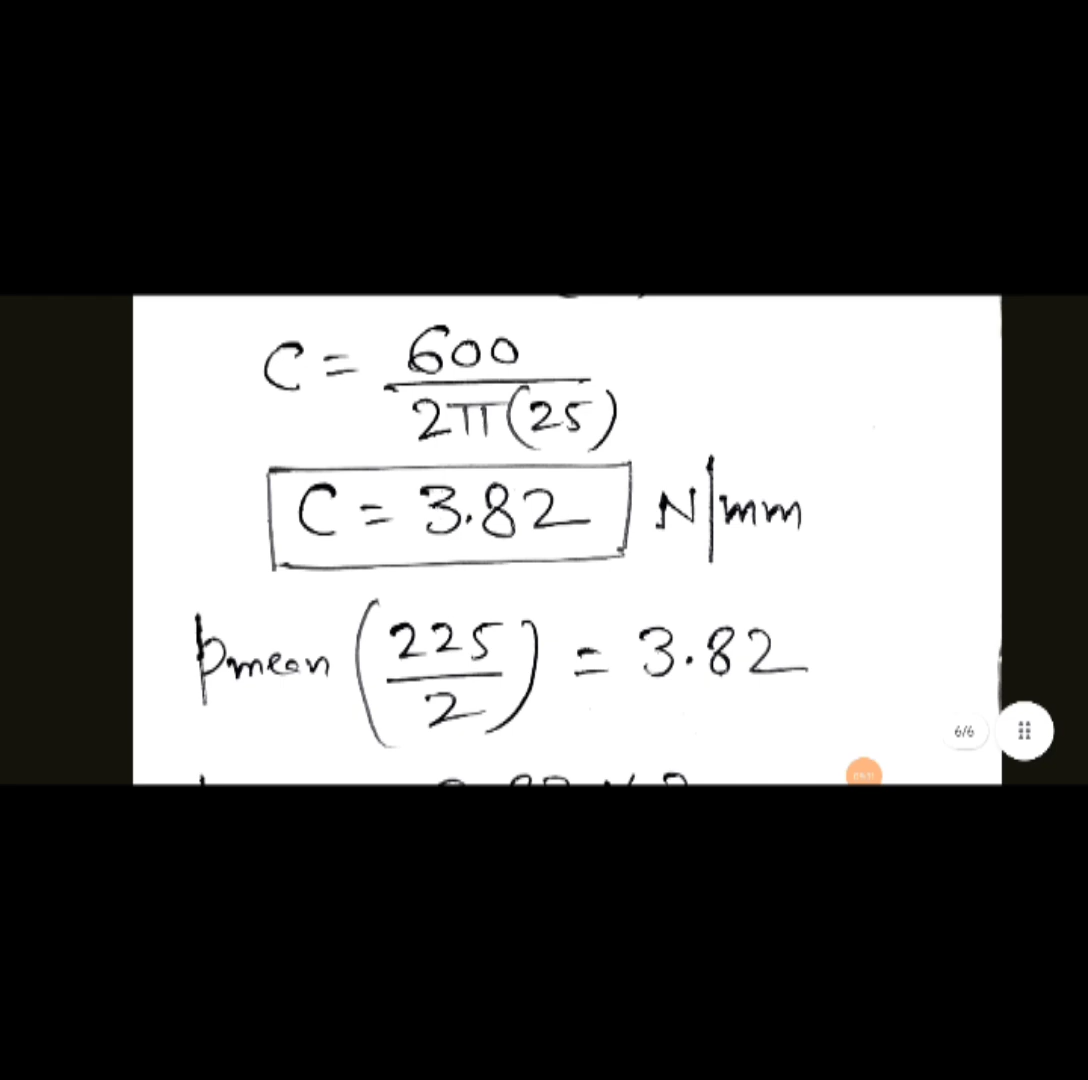 C = 600 / 2π(25)
C = 3.82 N/mm
pmean (225/2) = 3.82
6/6